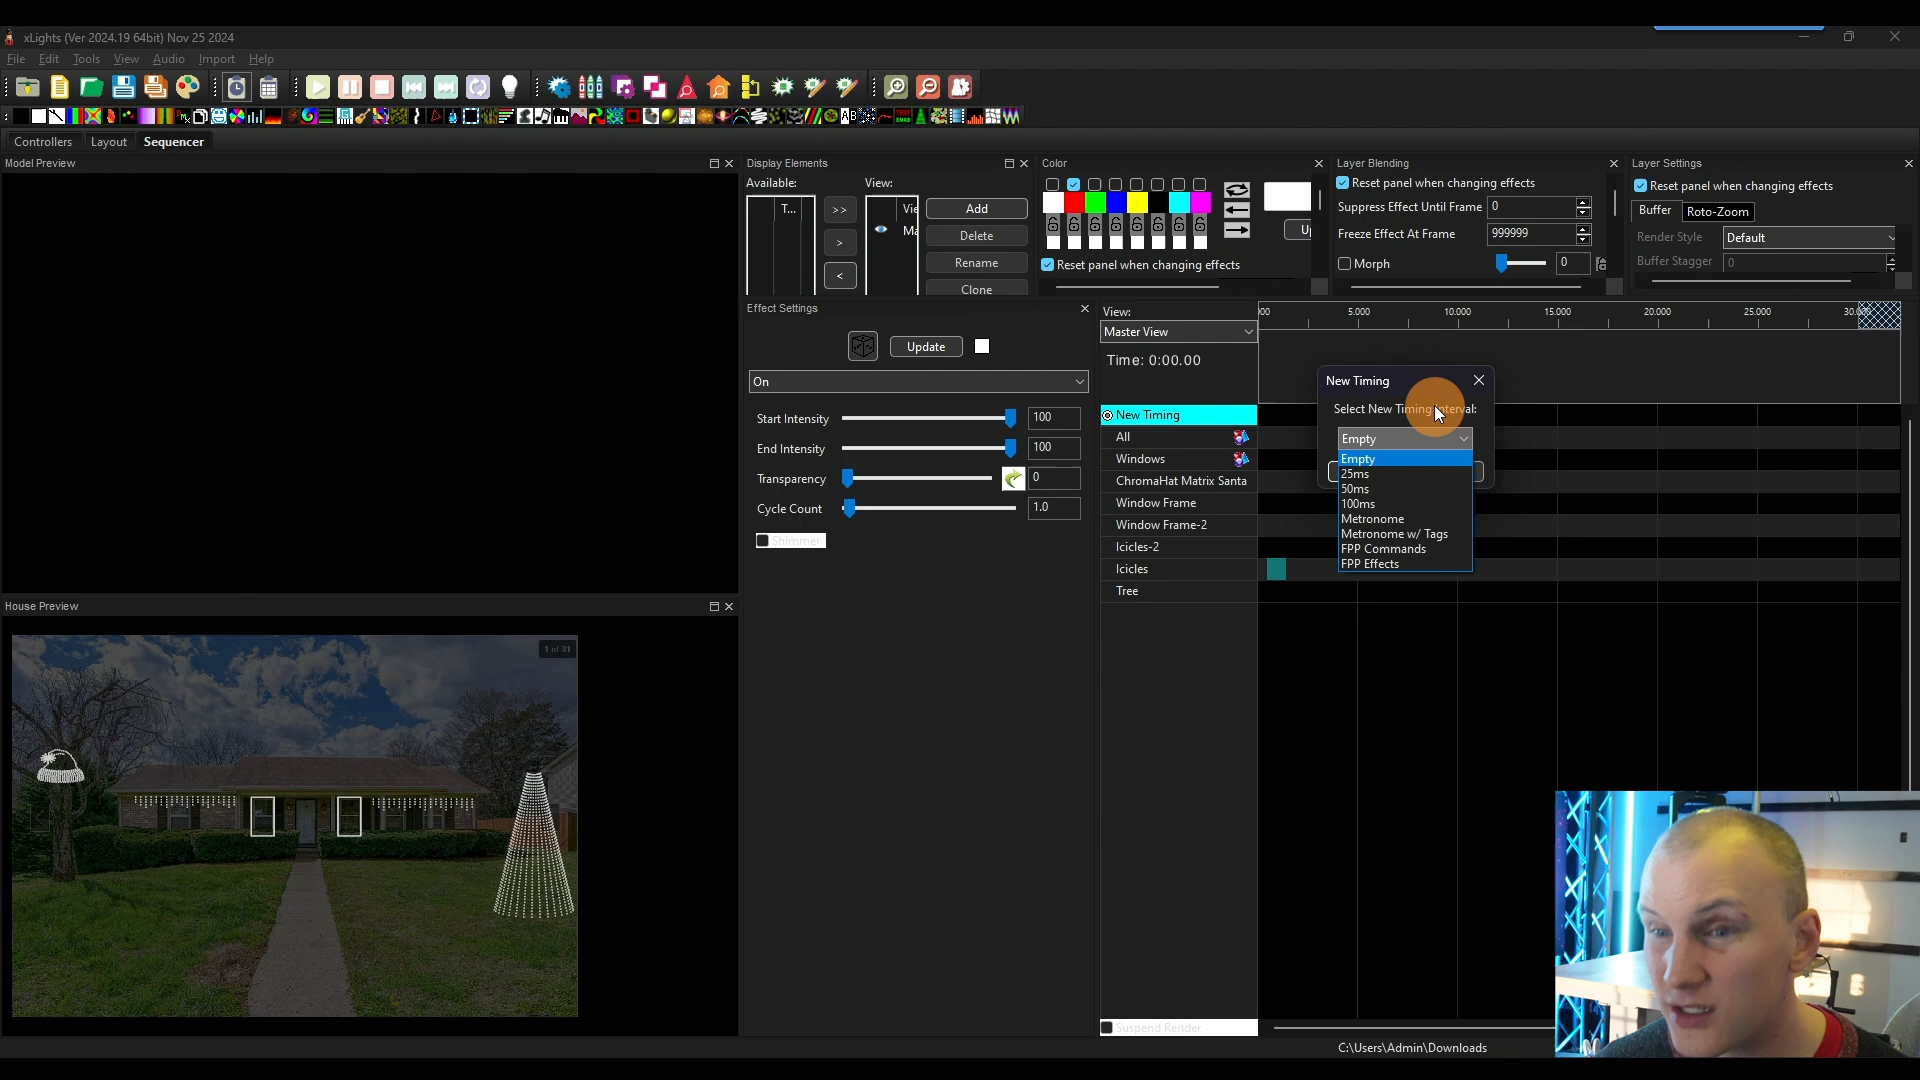 xLights (Ver 2024.19 64bit) Nov 25 2024
File Edit Tools View Audio Import Help
Controllers Layout Sequencer
Model Preview
Display Elements
Available:
View:
T...
Vie
Ma
>>
>
<
Add
Delete
Rename
Clone
Color
Up
Reset panel when changing effects
Layer Blending
Reset panel when changing effects
Suppress Effect Until Frame 0
Freeze Effect At Frame 999999
Morph 0
Layer Settings
Reset panel when changing effects
Buffer Roto-Zoom
Render Style Default
Buffer Stagger 0
Effect Settings
Update
On
Start Intensity 100
End Intensity 100
Transparency 0
Cycle Count 1.0
Shimmer
View:
Master View
Time: 0:00.00
00 5.000 10.000 15.000 20.000 25.000
New Timing
All
Windows
ChromaHat Matrix Santa
Window Frame
Window Frame-2
Icicles-2
Icicles
Tree
New Timing
Select New Timing Interval:
Empty
Empty
25ms
50ms
100ms
Metronome
Metronome w/ Tags
FPP Commands
FPP Effects
House Preview
1 of 31
Suspend Render
C:\Users\Admin\Downloads